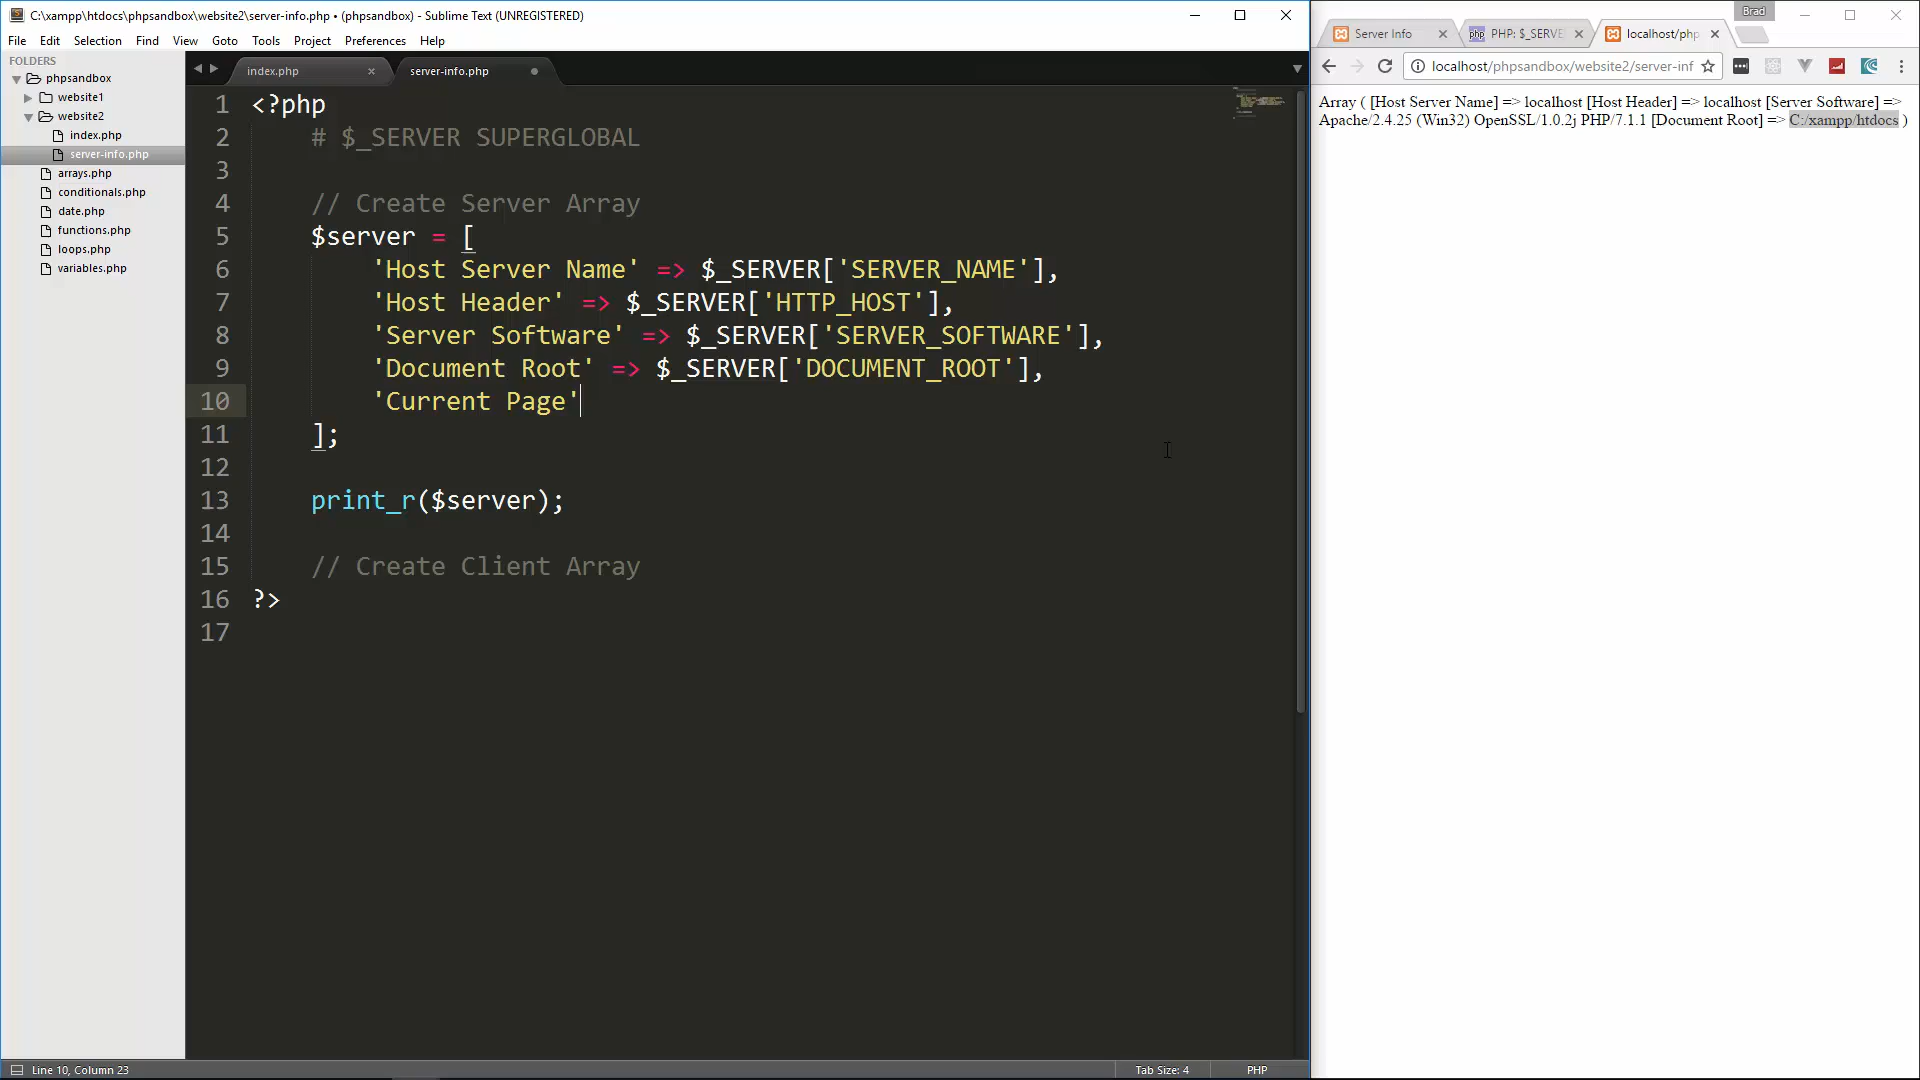 C:\xampp\htdocs\phpsandbox\website2\server-info.php • (phpsandbox) - Sublime Text (UNREGISTERED)
File Edit Selection Find View Goto Tools Project Preferences Help
FOLDERS
phpsandbox
website1
website2
index.php
server-info.php
arrays.php
conditionals.php
date.php
functions.php
loops.php
variables.php
index.php
server-info.php
1 <?php
2 # $_SERVER SUPERGLOBAL
3
4 // Create Server Array
5 $server = [
6 'Host Server Name' => $_SERVER['SERVER_NAME'],
7 'Host Header' => $_SERVER['HTTP_HOST'],
8 'Server Software' => $_SERVER['SERVER_SOFTWARE'],
9 'Document Root' => $_SERVER['DOCUMENT_ROOT'],
10 'Current Page'
11 ];
12
13 print_r($server);
14
15 // Create Client Array
16 ?>
17
Line 10, Column 23
Tab Size: 4
PHP
Brad
Server Info
php PHP: $_SERVE
localhost/php
localhost/phpsandbox/website2/server-inf
Array ( [Host Server Name] => localhost [Host Header] => localhost [Server Software] =>
Apache/2.4.25 (Win32) OpenSSL/1.0.2j PHP/7.1.1 [Document Root] => C:/xampp/htdocs )